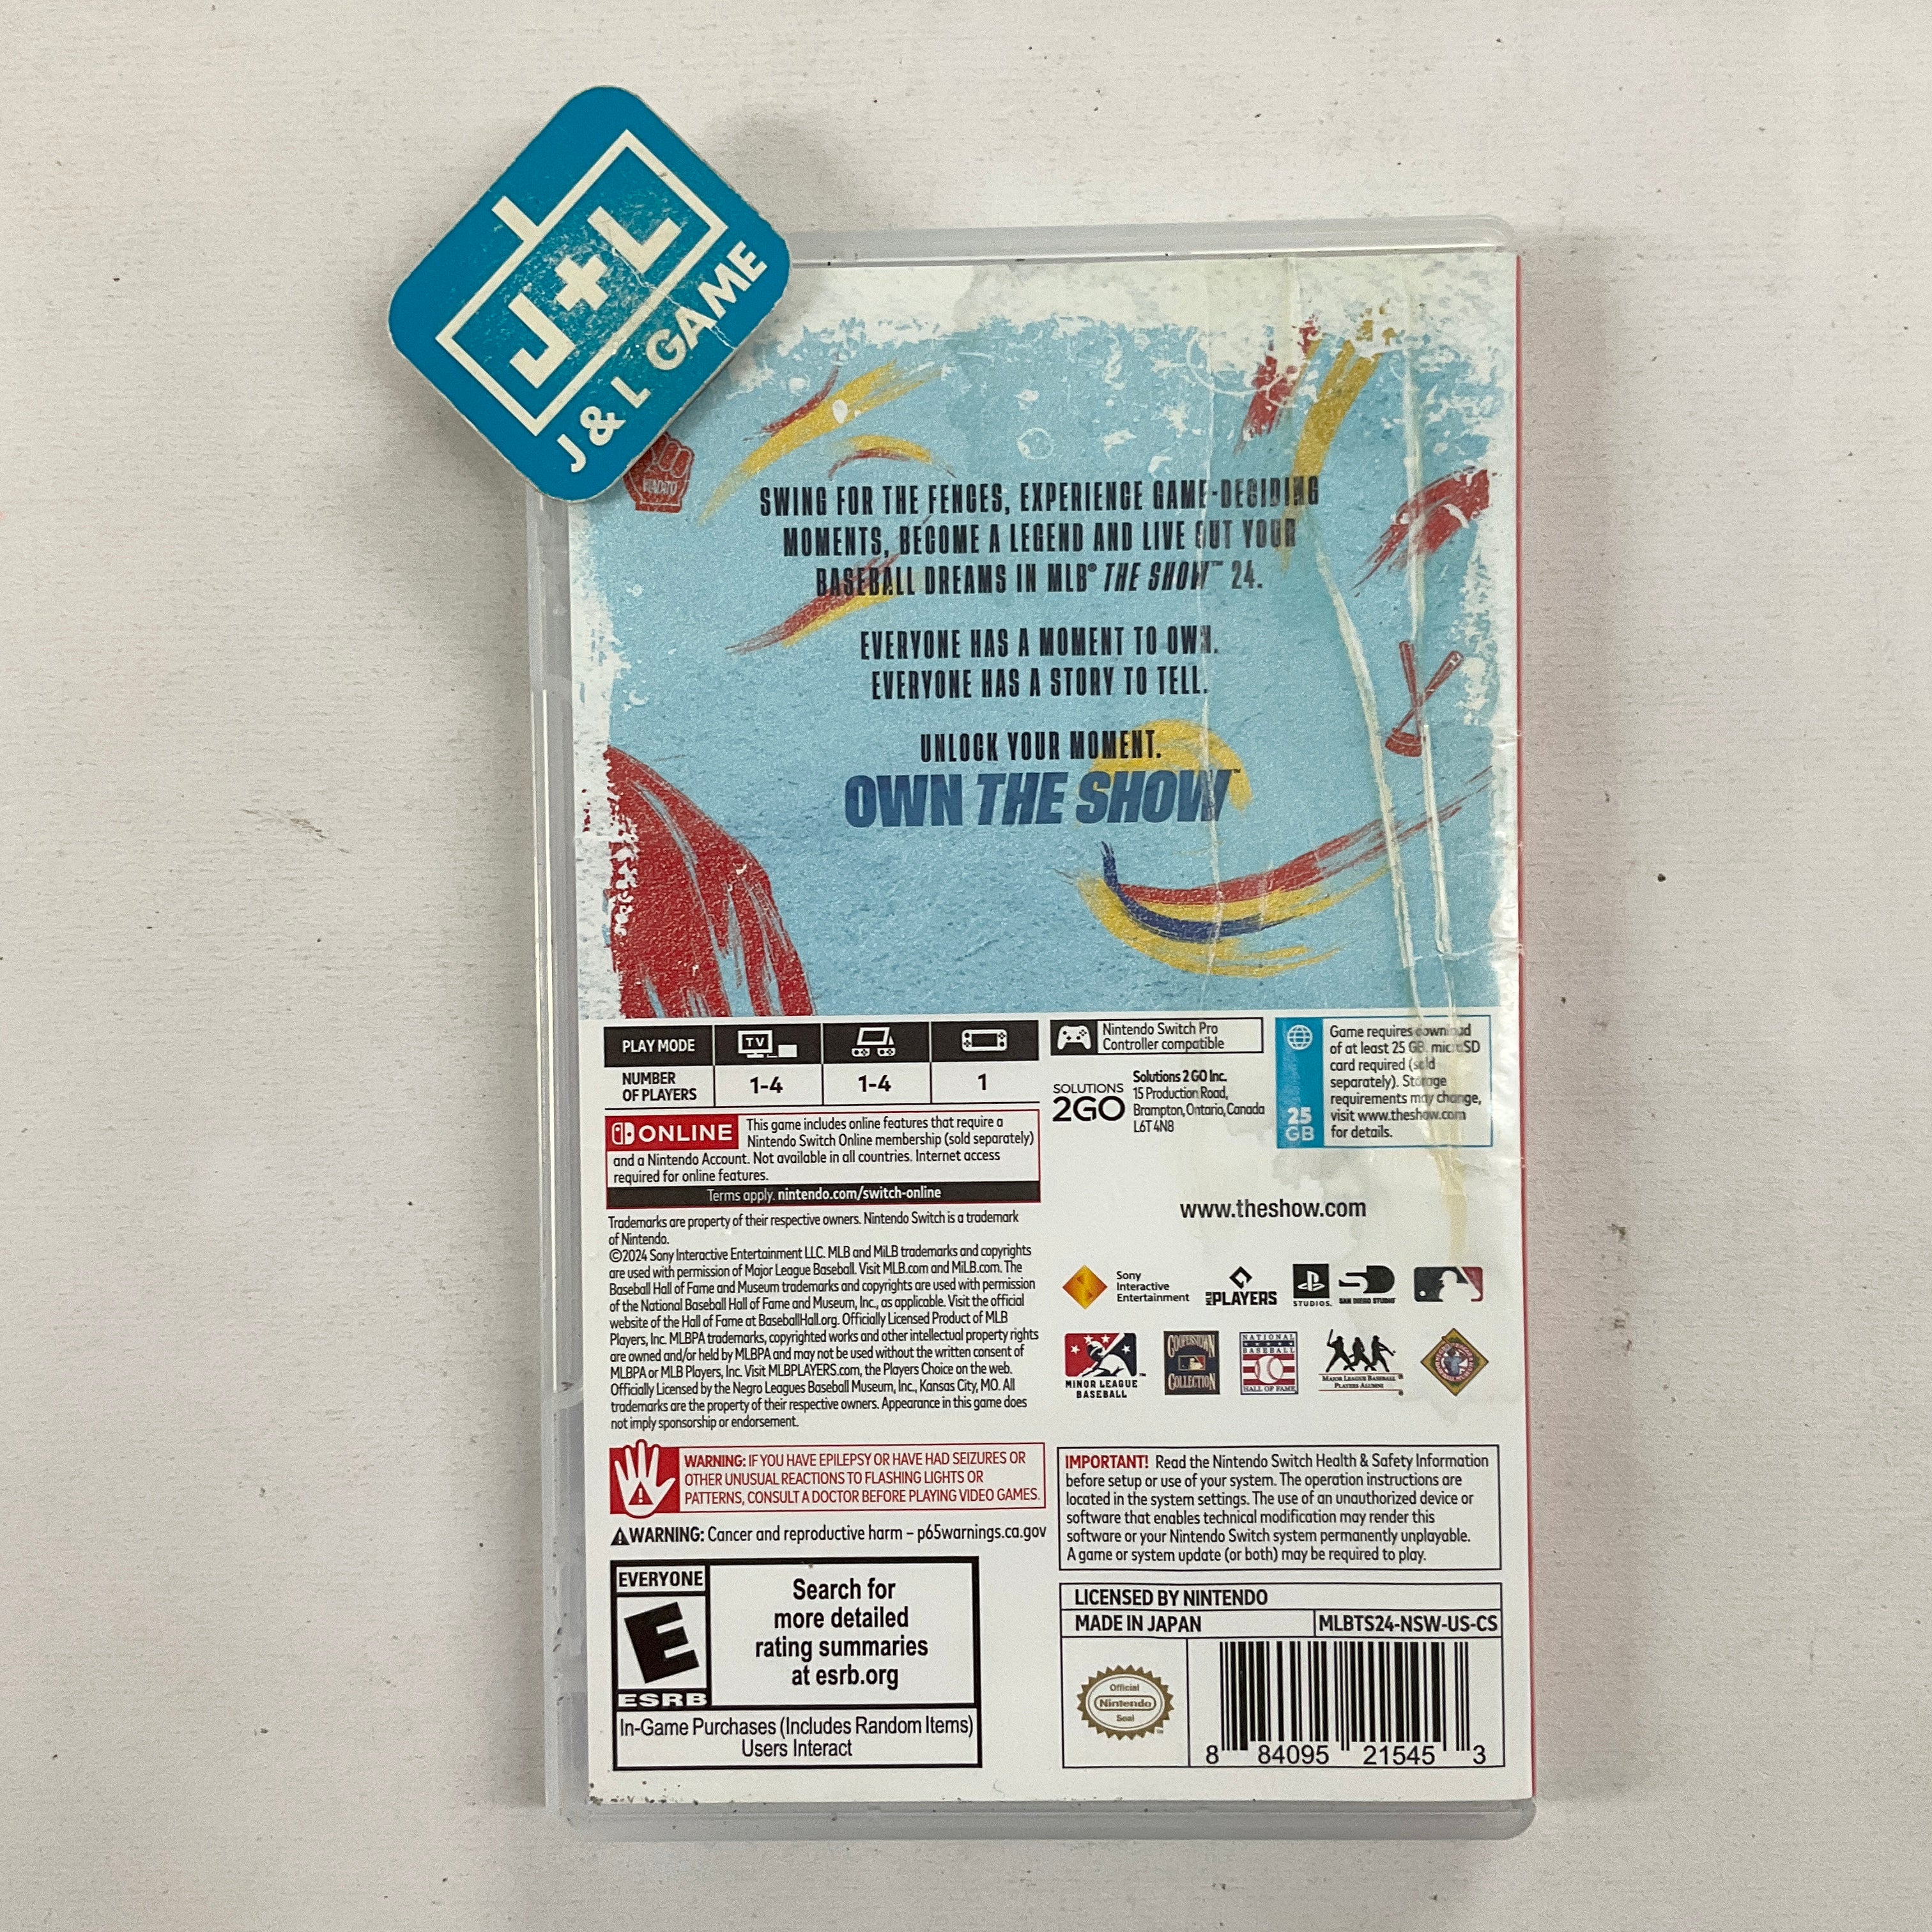 J+L
J & L GAME
SWING FOR THE FENCES, EXPERIENCE GAME-DECIDING
MOMENTS, BECOME A LEGEND AND LIVE OUT YOUR
BASEBALL DREAMS IN MLB® THE SHOW™ 24.
EVERYONE HAS A MOMENT TO OWN.
EVERYONE HAS A STORY TO TELL.
UNLOCK YOUR MOMENT.
OWN THE SHOW™
PLAY MODE
TV
NUMBER
OF PLAYERS
1-4
1-4
1
Nintendo Switch Pro
Controller compatible
SOLUTIONS
2GO
Solutions 2 GO Inc.
15 Production Road,
Brampton, Ontario, Canada
L6T 4N8
25
GB
Game requires download
of at least 25 GB. microSD
card required (sold
separately). Storage
requirements may change,
visit www.theshow.com
for details.
ONLINE
This game includes online features that require a
Nintendo Switch Online membership (sold separately)
and a Nintendo Account. Not available in all countries. Internet access
required for online features.
Terms apply. nintendo.com/switch-online
Trademarks are property of their respective owners. Nintendo Switch is a trademark
of Nintendo.
©2024 Sony Interactive Entertainment LLC. MLB and MiLB trademarks and copyrights
are used with permission of Major League Baseball. Visit MLB.com and MiLB.com. The
Baseball Hall of Fame and Museum trademarks and copyrights are used with permission
of the National Baseball Hall of Fame and Museum, Inc., as applicable. Visit the official
website of the Hall of Fame at BaseballHall.org. Officially Licensed Product of MLB
Players, Inc. MLBPA trademarks, copyrighted works and other intellectual property rights
are owned and/or held by MLBPA and may not be used without the written consent of
MLBPA or MLB Players, Inc. Visit MLBPLAYERS.com, the Players Choice on the web.
Officially Licensed by the Negro Leagues Baseball Museum, Inc., Kansas City, MO. All
trademarks are the property of their respective owners. Appearance in this game does
not imply sponsorship or endorsement.
www.theshow.com
Sony
Interactive
Entertainment
MLB PLAYERS
STUDIOS.
SAN DIEGO STUDIO
MINOR LEAGUE
BASEBALL™
COOPERSTOWN
COLLECTION
NATIONAL
BASEBALL
HALL OF FAME
MAJOR LEAGUE BASEBALL
PLAYERS ALUMNI
WARNING: IF YOU HAVE EPILEPSY OR HAVE HAD SEIZURES OR
OTHER UNUSUAL REACTIONS TO FLASHING LIGHTS OR
PATTERNS, CONSULT A DOCTOR BEFORE PLAYING VIDEO GAMES.
WARNING: Cancer and reproductive harm – p65warnings.ca.gov
IMPORTANT! Read the Nintendo Switch Health & Safety Information
before setup or use of your system. The operation instructions are
located in the system settings. The use of an unauthorized device or
software that enables technical modification may render this
software or your Nintendo Switch system permanently unplayable.
A game or system update (or both) may be required to play.
EVERYONE
E
ESRB
Search for
more detailed
rating summaries
at esrb.org
In-Game Purchases (Includes Random Items)
Users Interact
LICENSED BY NINTENDO
MADE IN JAPAN
MLBTS24-NSW-US-CS
Official
Nintendo
Seal
8 84095 21545 3